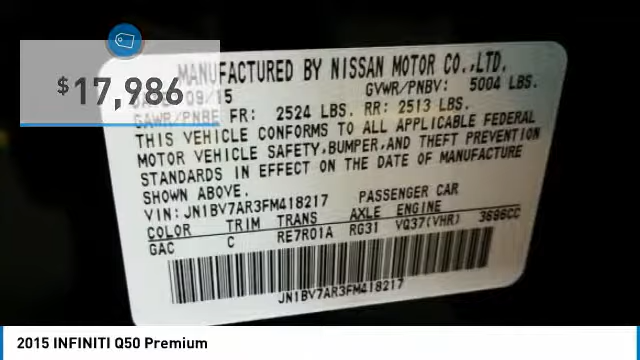 $17,986
MANUFACTURED BY NISSAN MOTOR CO.,LTD.
09/15 GVWR/PNBV: 5004 LBS.
GAWR/PNBE FR: 2524 LBS. RR: 2513 LBS.
THIS VEHICLE CONFORMS TO ALL APPLICABLE FEDERAL
MOTOR VEHICLE SAFETY,BUMPER,AND THEFT PREVENTION
STANDARDS IN EFFECT ON THE DATE OF MANUFACTURE
SHOWN ABOVE.
VIN:JN1BV7AR3FM418217 PASSENGER CAR
COLOR TRIM TRANS AXLE ENGINE
GAC C RE7R01A RG31 VQ37(VHR) 3696CC
JN1BV7AR3FM418217
2015 INFINITI Q50 Premium